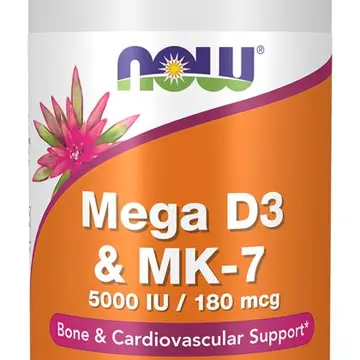 NOW
Mega D3
& MK-7
5000 IU / 180 mcg
Bone & Cardiovascular Support*